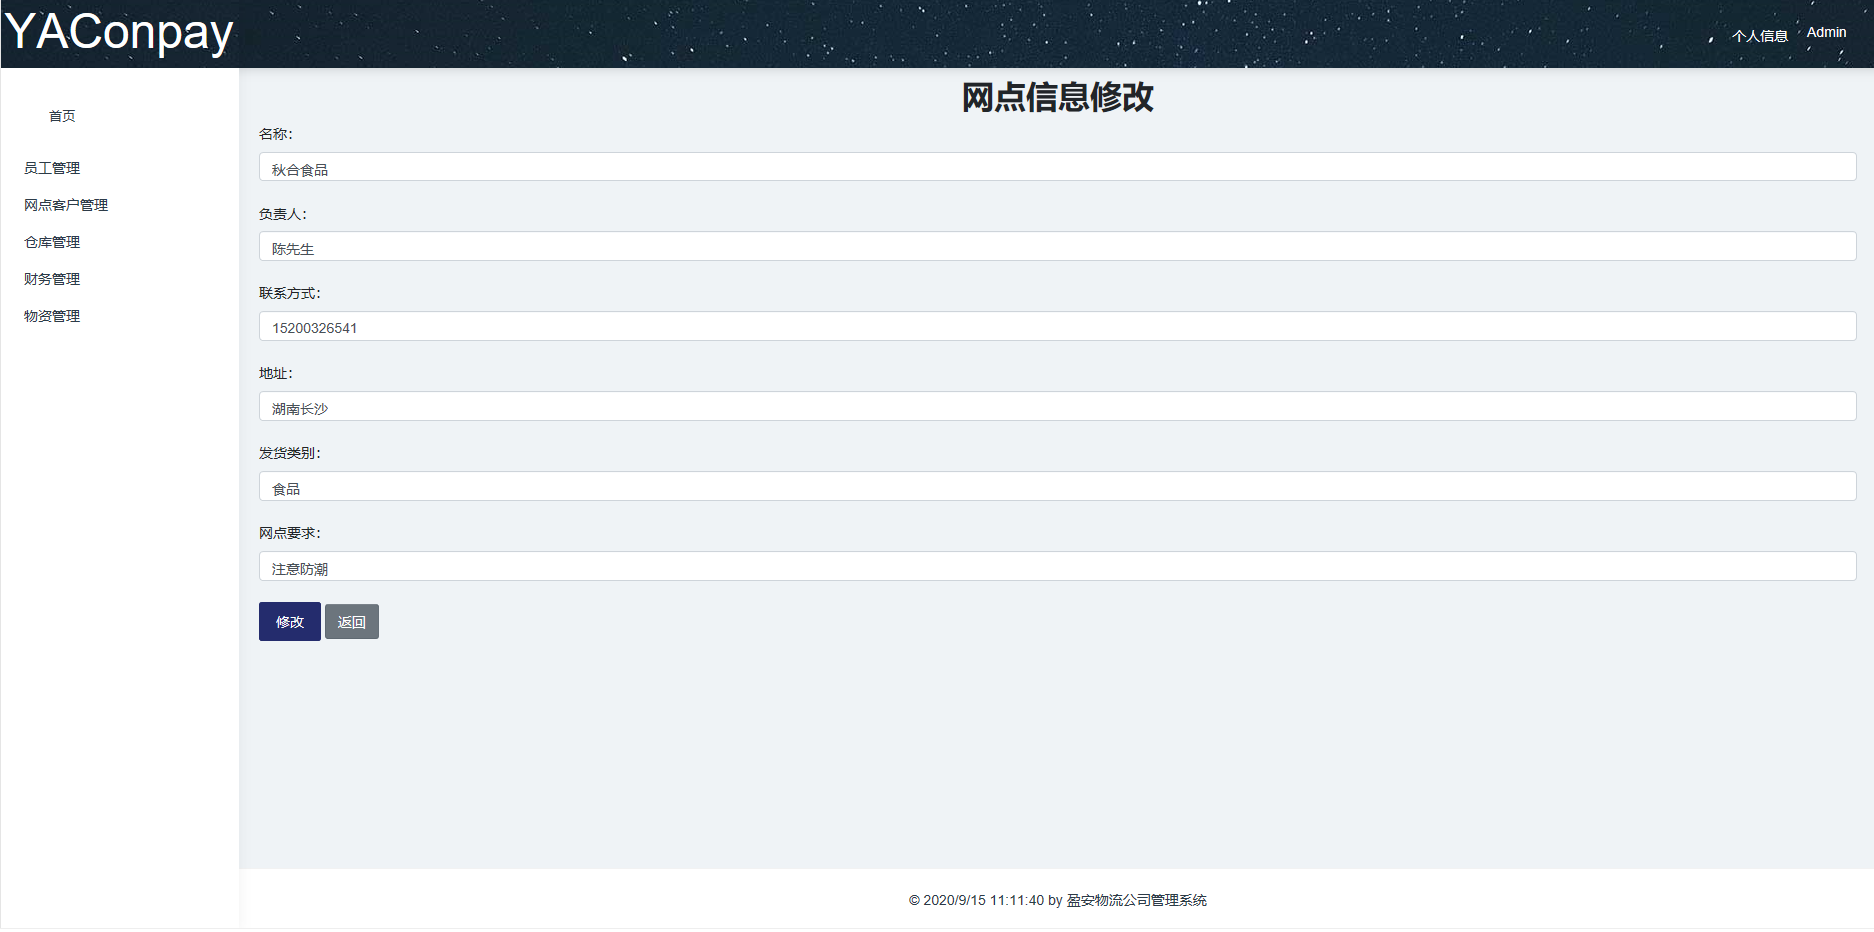 YAConpay
个人信息 Admin
首页
员工管理
网点客户管理
仓库管理
财务管理
物资管理
网点信息修改
名称：
秋合食品
负责人：
陈先生
联系方式：
15200326541
地址：
湖南长沙
发货类别：
食品
网点要求：
注意防潮
修改 返回
© 2020/9/15 11:11:40 by 盈安物流公司管理系统